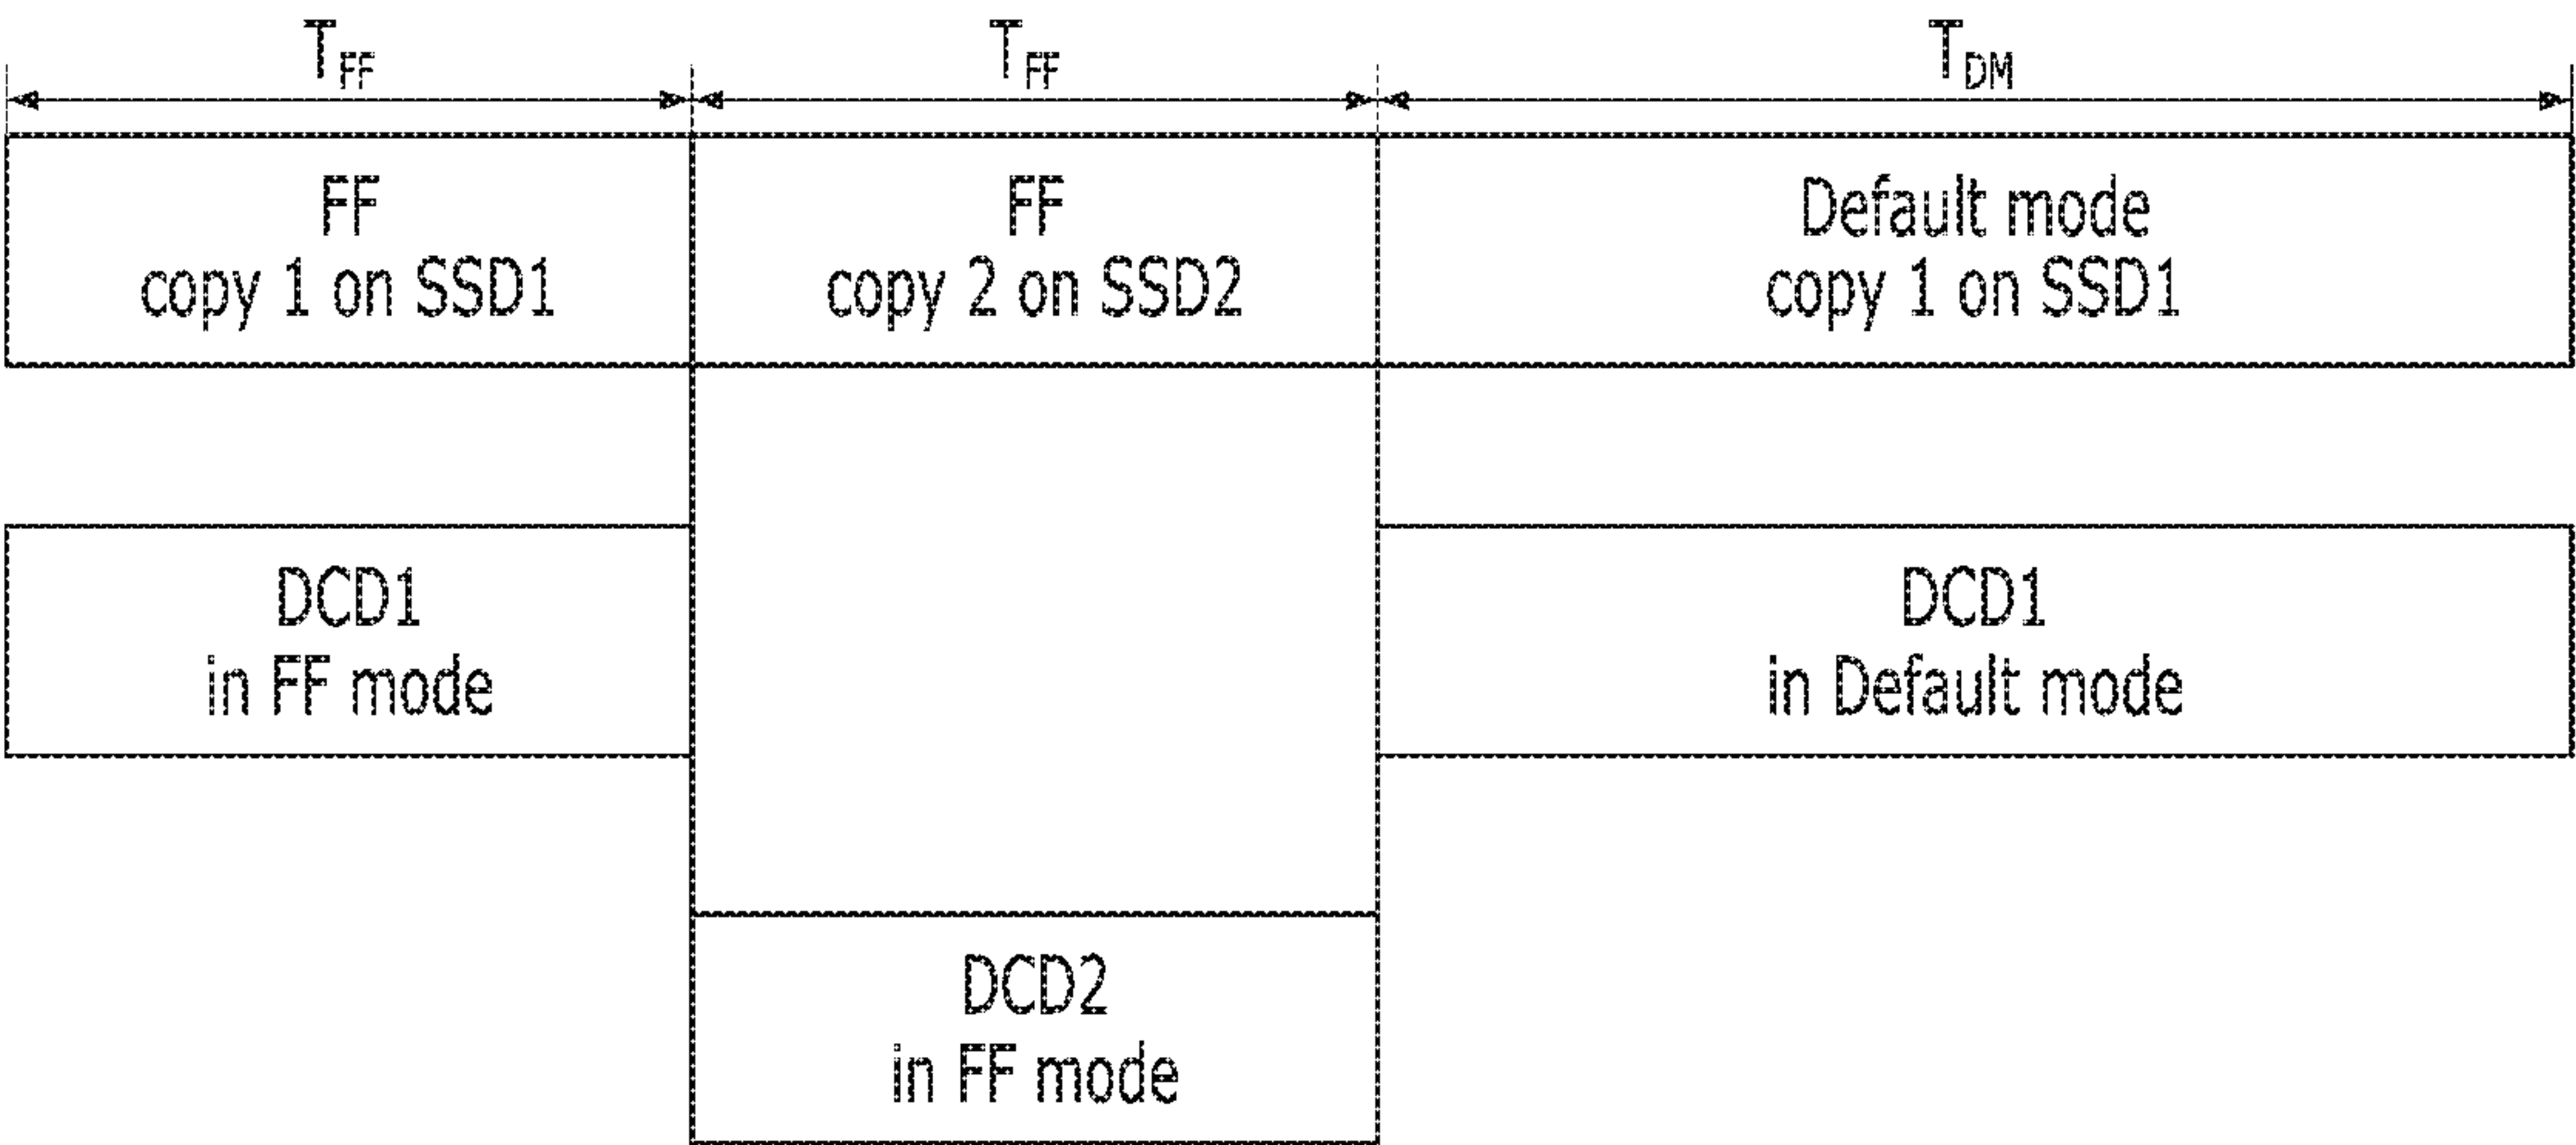 T_FF T_FF T_DM
FF
copy 1 on SSD1
FF
copy 2 on SSD2
Default mode
copy 1 on SSD1
DCD1
in FF mode
DCD1
in Default mode
DCD2
in FF mode